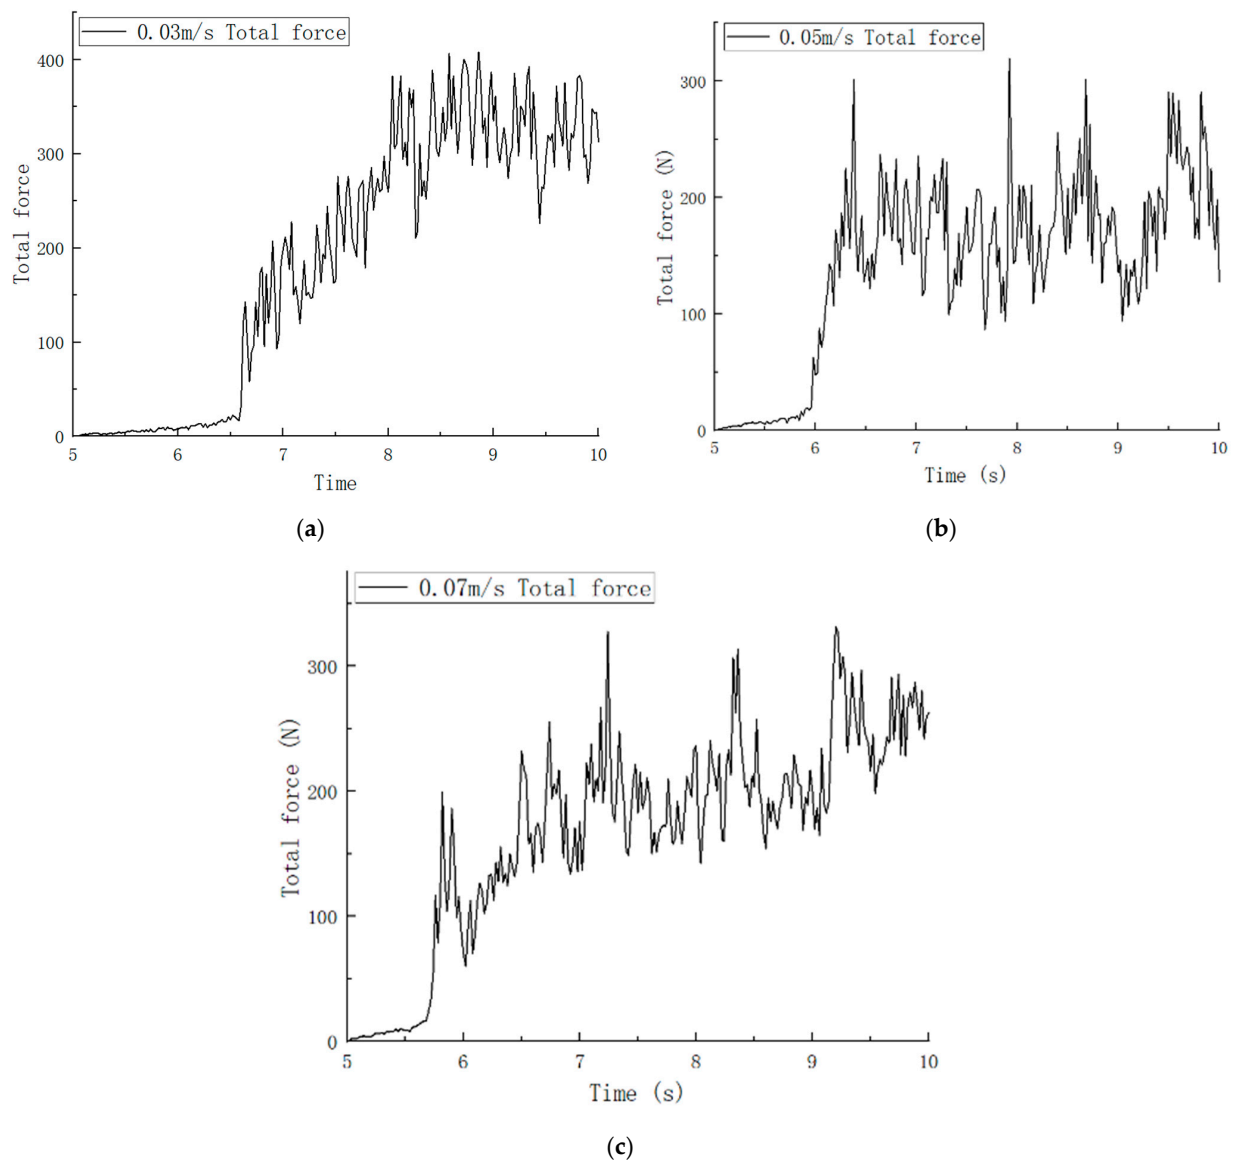 0.03m/s Total force
400
300
200
100
0
5 6 7 8 9 10
Total force
Time
(a)
0.05m/s Total force
300
200
100
0
5 6 7 8 9 10
Total force (N)
Time (s)
(b)
0.07m/s Total force
300
200
100
0
5 6 7 8 9 10
Total force (N)
Time (s)
(c)